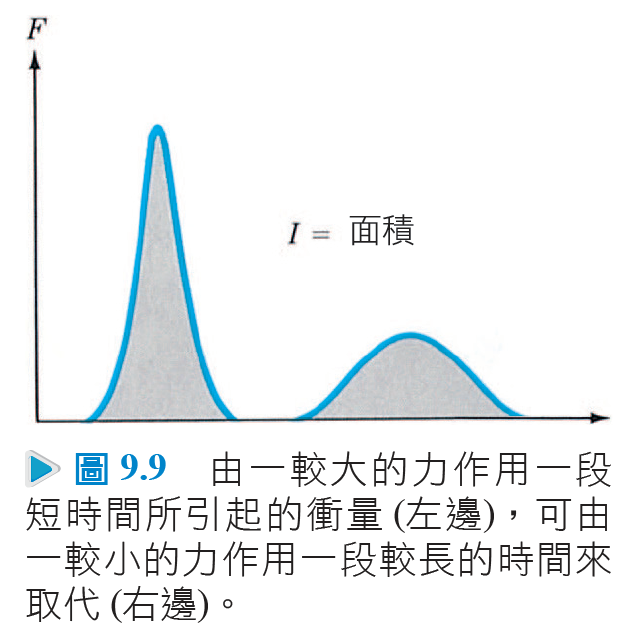 F
I = 面積
圖 9.9 由一較大的力作用一段
短時間所引起的衝量 (左邊)，可由
一較小的力作用一段較長的時間來
取代 (右邊)。